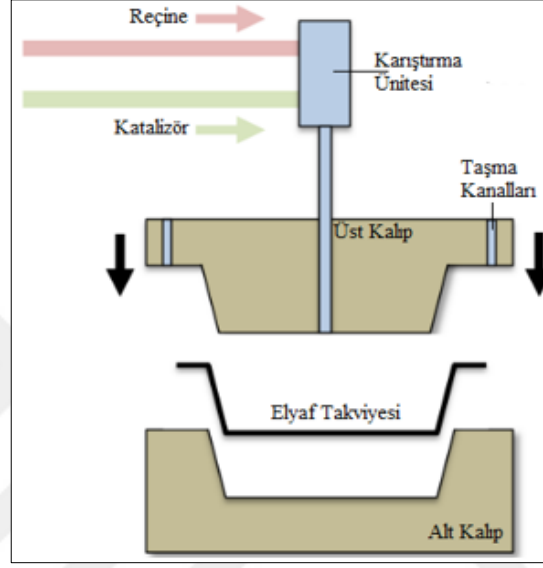 Reçine
Karıştırma
Ünitesi
Katalizör
Taşma
Kanalları
Üst Kalıp
Elyaf Takviyesi
Alt Kalıp